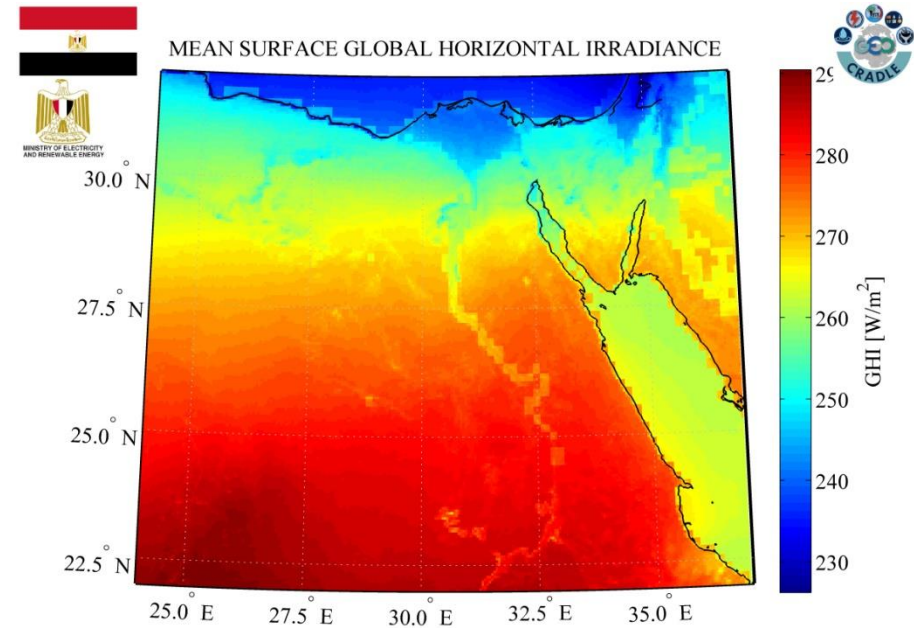 MEAN SURFACE GLOBAL HORIZONTAL IRRADIANCE
CRADLE
MINISTRY OF ELECTRICITY
AND RENEWABLE ENERGY
30.0° N
27.5° N
25.0° N
22.5° N
25.0° E
27.5° E
30.0° E
32.5° E
35.0° E
29
280
270
260
250
240
230
GHI [W/m²]